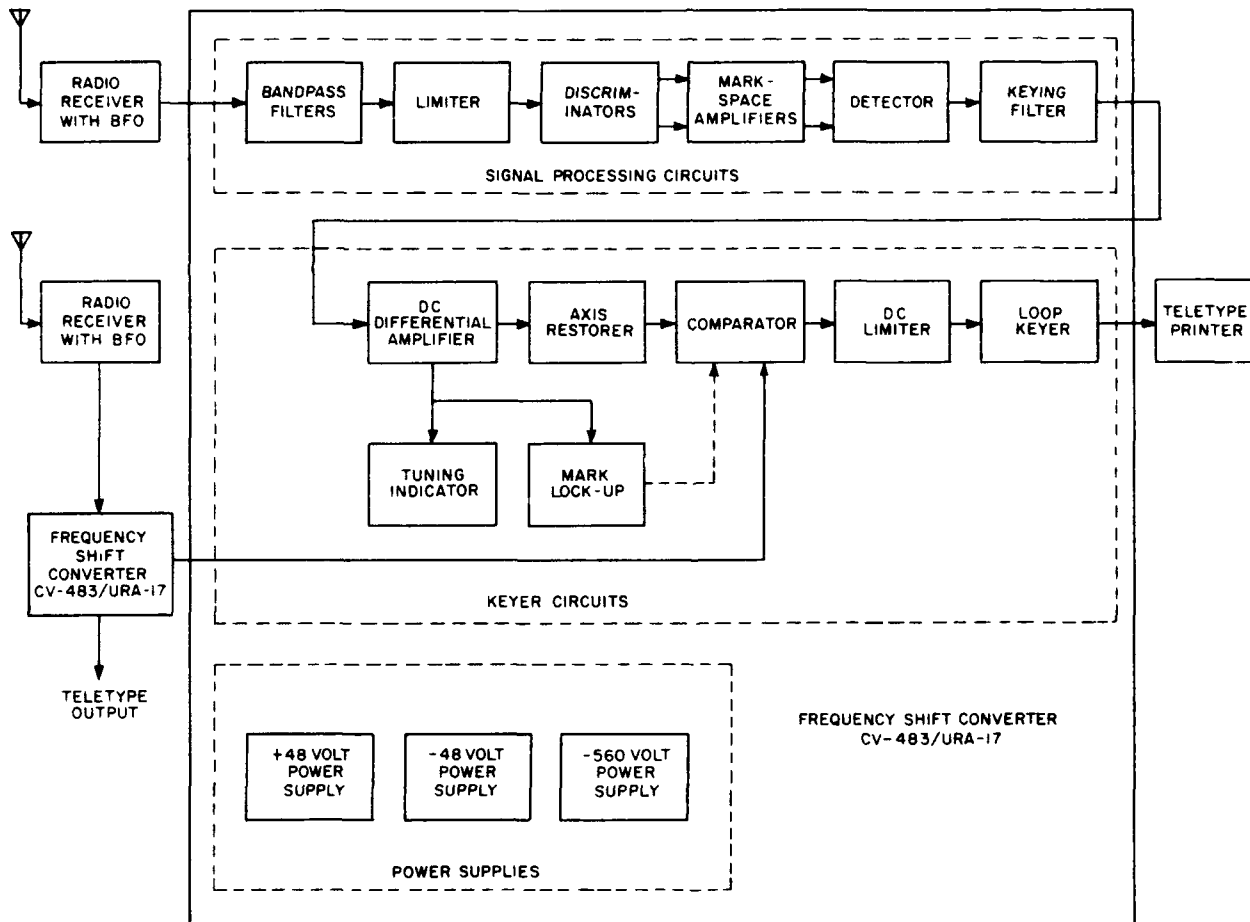 RADIO
RECEIVER
WITH BFO
BANDPASS
FILTERS
LIMITER
DISCRIM-
INATORS
MARK-
SPACE
AMPLIFIERS
DETECTOR
KEYING
FILTER
SIGNAL PROCESSING CIRCUITS
RADIO
RECEIVER
WITH BFO
DC
DIFFERENTIAL
AMPLIFIER
AXIS
RESTORER
COMPARATOR
DC
LIMITER
LOOP
KEYER
TELETYPE
PRINTER
TUNING
INDICATOR
MARK
LOCK-UP
FREQUENCY
SHIFT
CONVERTER
CV-483/URA-17
KEYER CIRCUITS
TELETYPE
OUTPUT
+48 VOLT
POWER
SUPPLY
-48 VOLT
POWER
SUPPLY
-560 VOLT
POWER
SUPPLY
POWER SUPPLIES
FREQUENCY SHIFT CONVERTER
CV-483/URA-17